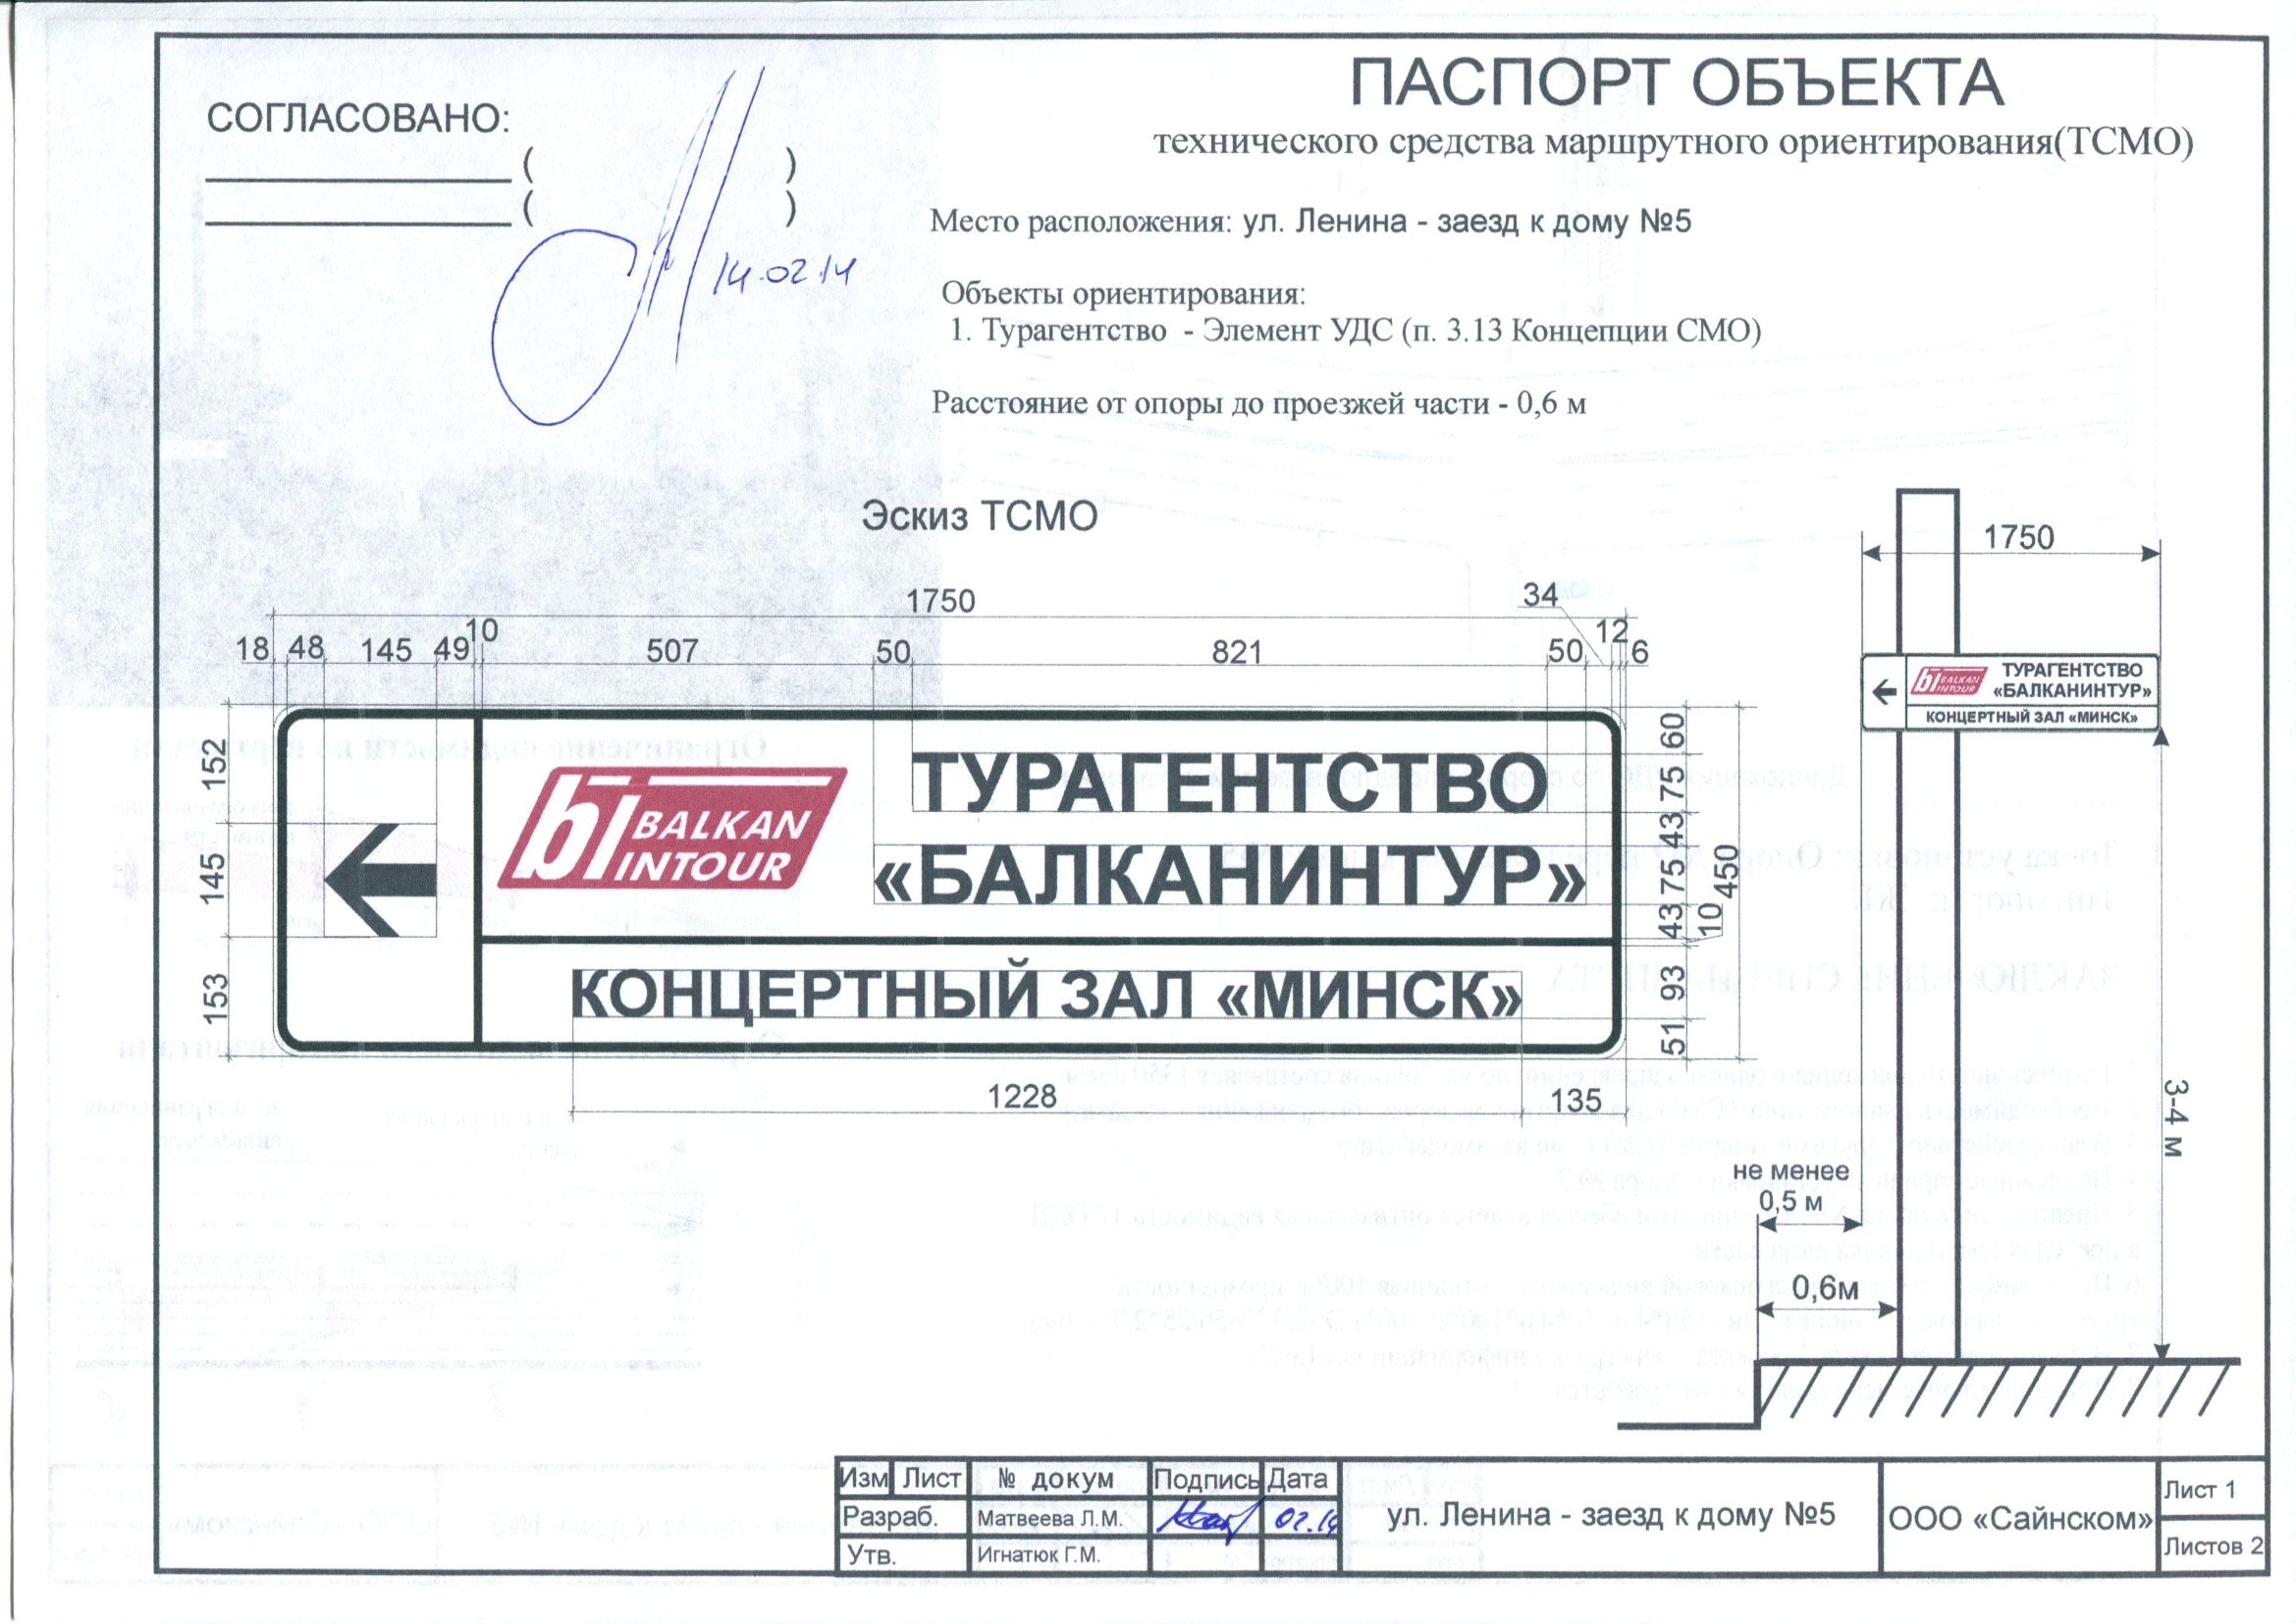 СОГЛАСОВАНО:
( )
( )
14.02.14
ПАСПОРТ ОБЪЕКТА
технического средства маршрутного ориентирования(ТСМО)
Место расположения: ул. Ленина - заезд к дому №5
Объекты ориентирования:
1. Турагентство - Элемент УДС (п. 3.13 Концепции СМО)
Расстояние от опоры до проезжей части - 0,6 м
Эскиз ТСМО
1750
34
18 48 145 49 10 507 50 821 50 12 6
152
145
153
bi BALKAN
INTOUR
ТУРАГЕНТСТВО
«БАЛКАНИНТУР»
КОНЦЕРТНЫЙ ЗАЛ «МИНСК»
60
75
43
75
43
10
93
51
450
1228
135
1750
bi BALKAN
INTOUR
ТУРАГЕНТСТВО
«БАЛКАНИНТУР»
КОНЦЕРТНЫЙ ЗАЛ «МИНСК»
3-4 м
не менее
0,5 м
0,6м
Изм Лист № докум Подпись Дата
Разраб. Матвеева Л.М. 02.14
Утв. Игнатюк Г.М.
ул. Ленина - заезд к дому №5
ООО «Сайнском»
Лист 1
Листов 2